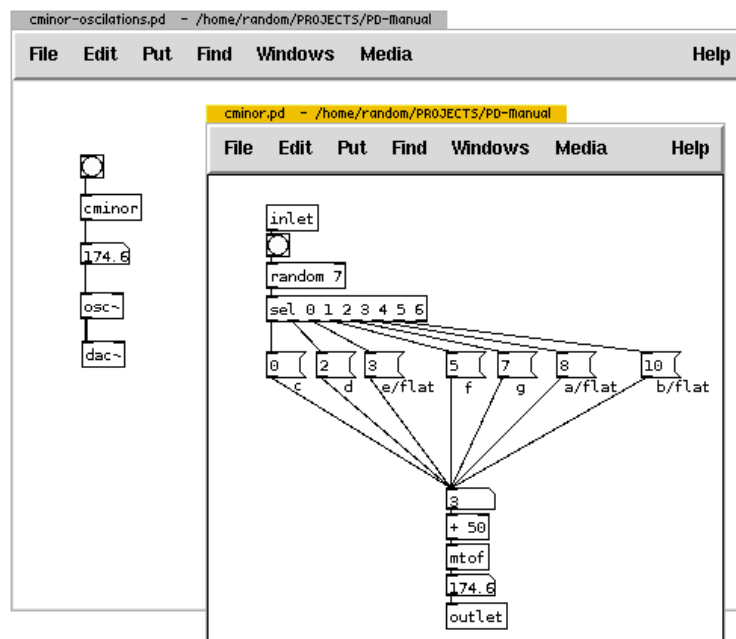 cminor-oscilations.pd - /home/random/PROJECTS/PD-Manual
File Edit Put Find Windows Media Help
cminor
174.6
osc~
dac~
cminor.pd - /home/random/PROJECTS/PD-Manual
File Edit Put Find Windows Media Help
inlet
random 7
sel 0 1 2 3 4 5 6
0 2 3 5 7 8 10
c d e/flat f g a/flat b/flat
3
+ 50
mtof
174.6
outlet